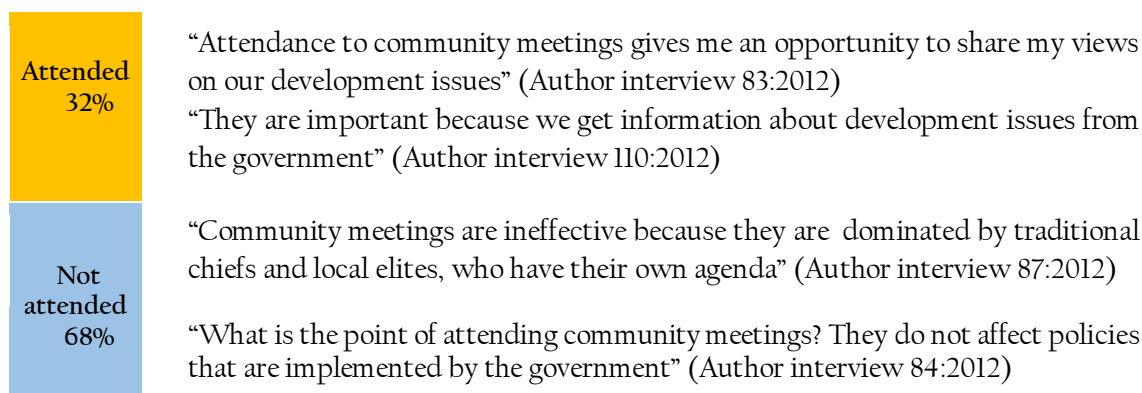 Attended
32%
“Attendance to community meetings gives me an opportunity to share my views
on our development issues” (Author interview 83:2012)
“They are important because we get information about development issues from
the government” (Author interview 110:2012)
Not
attended
68%
“Community meetings are ineffective because they are  dominated by traditional
chiefs and local elites, who have their own agenda” (Author interview 87:2012)
“What is the point of attending community meetings? They do not affect policies
that are implemented by the government” (Author interview 84:2012)